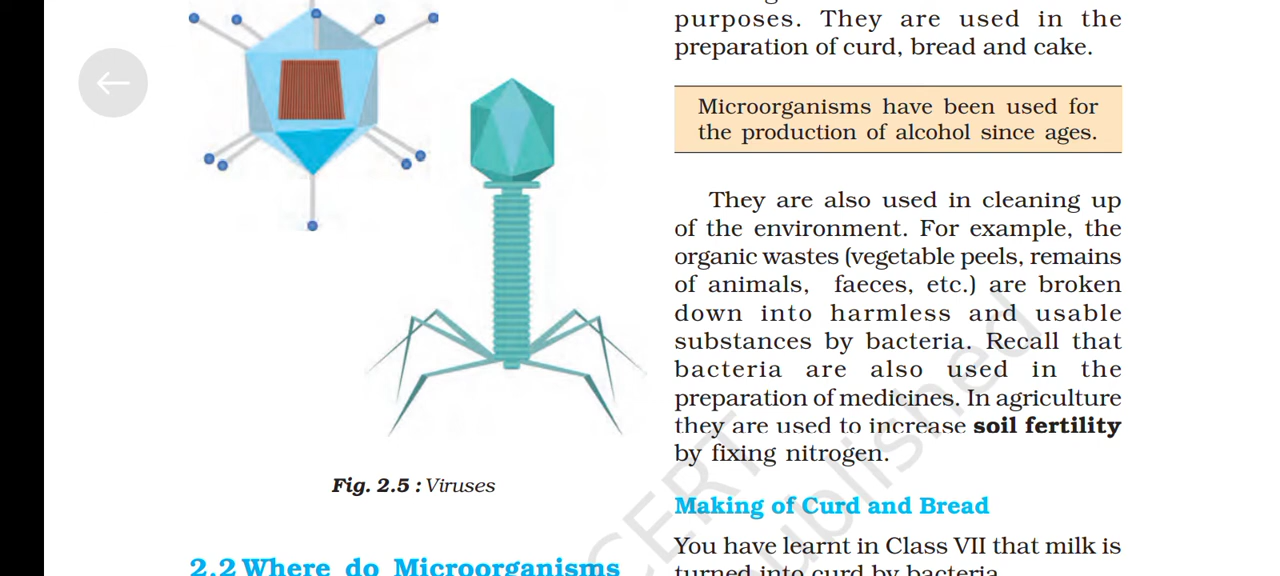 Fig. 2.5 : Viruses
2.2 Where do Microorganisms
purposes. They are used in the
preparation of curd, bread and cake.
Microorganisms have been used for
the production of alcohol since ages.
They are also used in cleaning up
of the environment. For example, the
organic wastes (vegetable peels, remains
of animals, faeces, etc.) are broken
down into harmless and usable
substances by bacteria. Recall that
bacteria are also used in the
preparation of medicines. In agriculture
they are used to increase soil fertility
by fixing nitrogen.
Making of Curd and Bread
You have learnt in Class VII that milk is
turned into curd by bacteria.